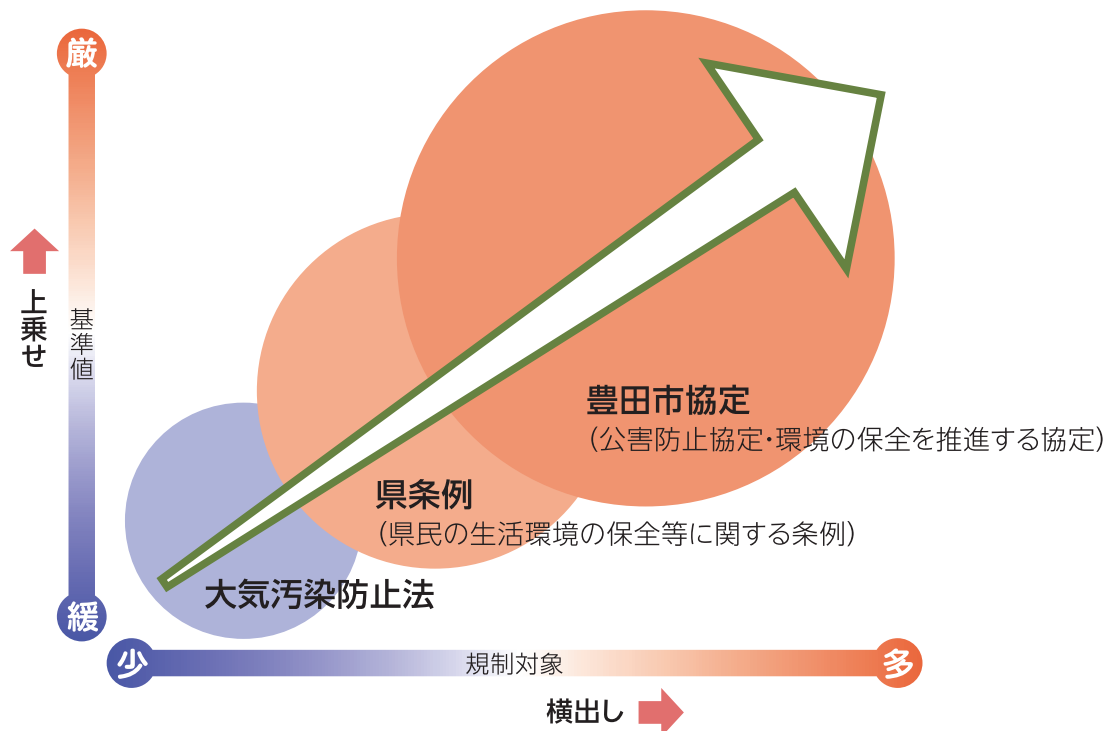 厳
上乗せ
基準値
豊田市協定
（公害防止協定・環境の保全を推進する協定）
県条例
（県民の生活環境の保全等に関する条例）
大気汚染防止法
緩
少
規制対象
多
横出し